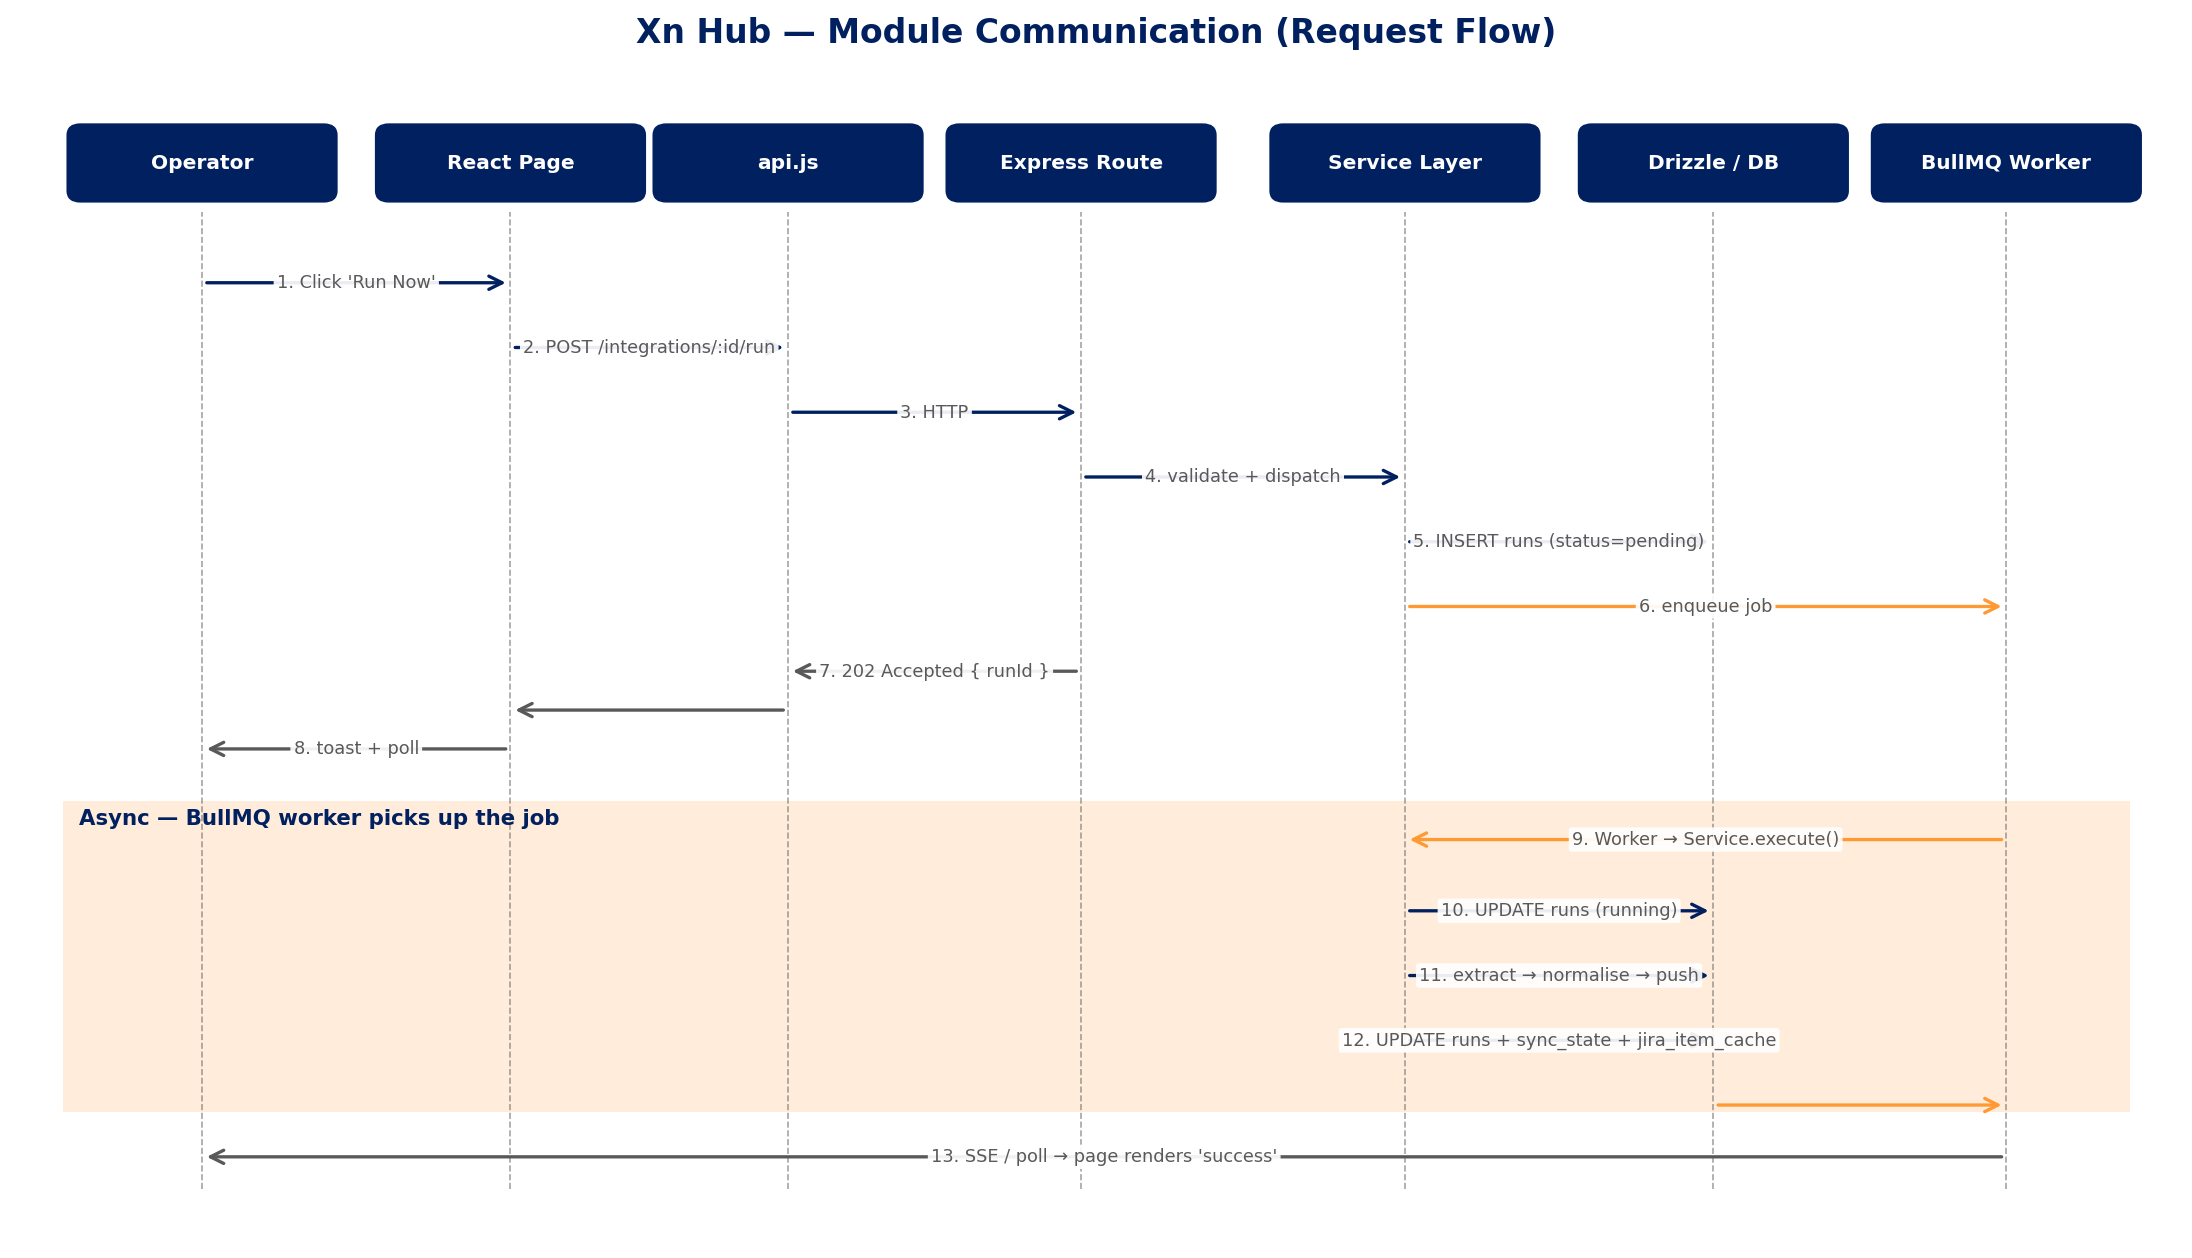 Xn Hub — Module Communication (Request Flow)
Operator
React Page
api.js
Express Route
Service Layer
Drizzle / DB
BullMQ Worker
1. Click 'Run Now'
2. POST /integrations/:id/run
3. HTTP
4. validate + dispatch
5. INSERT runs (status=pending)
6. enqueue job
7. 202 Accepted { runId }
8. toast + poll
Async — BullMQ worker picks up the job
9. Worker → Service.execute()
10. UPDATE runs (running)
11. extract → normalise → push
12. UPDATE runs + sync_state + jira_item_cache
13. SSE / poll → page renders 'success'